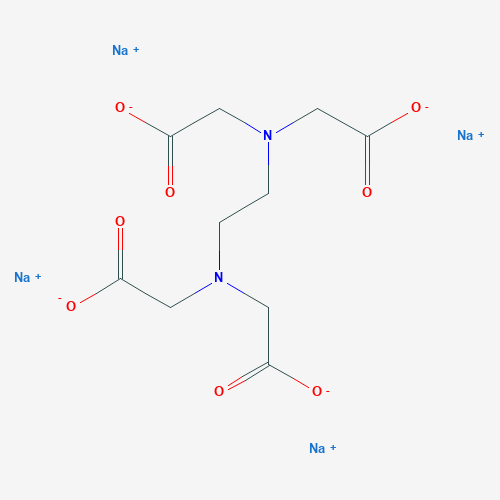 Na +
O - O -
N Na +
O O
O
Na + N
- O
O O -
Na +